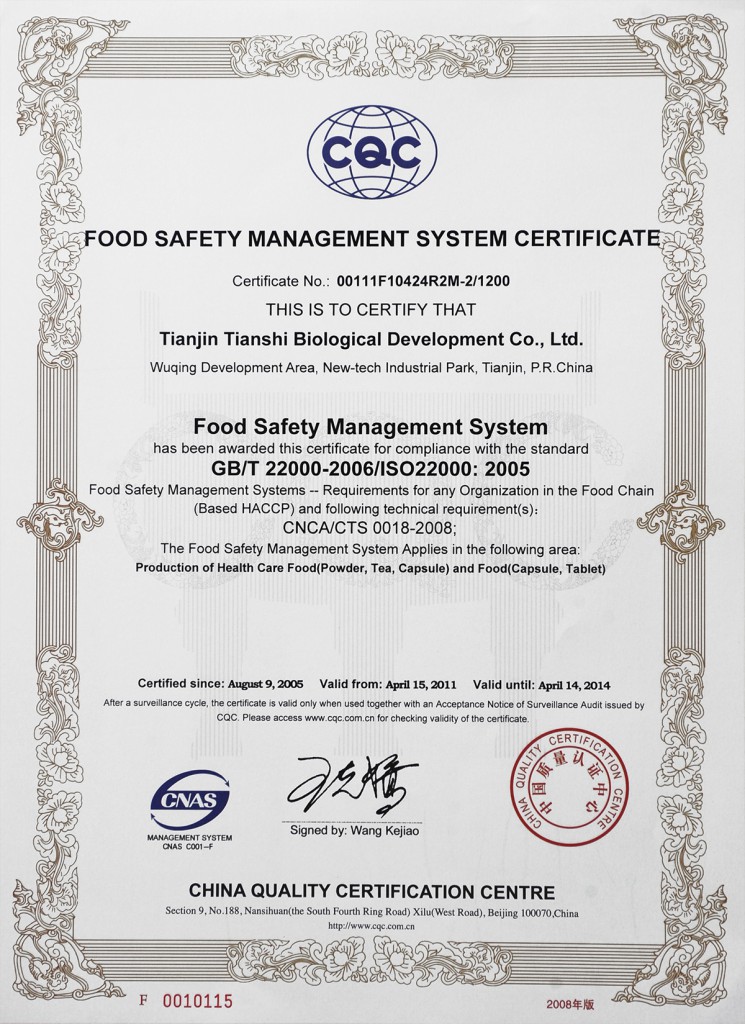 CQC
FOOD SAFETY MANAGEMENT SYSTEM CERTIFICATE
Certificate No.: 00111F10424R2M-2/1200
THIS IS TO CERTIFY THAT
Tianjin Tianshi Biological Development Co., Ltd.
Wuqing Development Area, New-tech Industrial Park, Tianjin, P.R.China
Food Safety Management System
has been awarded this certificate for compliance with the standard
GB/T 22000-2006/ISO22000: 2005
Food Safety Management Systems -- Requirements for any Organization in the Food Chain
(Based HACCP) and following technical requirement(s):
CNCA/CTS 0018-2008;
The Food Safety Management System Applies in the following area:
Production of Health Care Food(Powder, Tea, Capsule) and Food(Capsule, Tablet)
Certified since: August 9, 2005 Valid from: April 15, 2011 Valid until: April 14, 2014
After a surveillance cycle, the certificate is valid only when used together with an Acceptance Notice of Surveillance Audit issued by
CQC. Please access www.cqc.com.cn for checking validity of the certificate.
CNAS
MANAGEMENT SYSTEM
CNAS C001-F
Signed by: Wang Kejiao
CHINA QUALITY CERTIFICATION CENTRE
中国质量认证中心
CHINA QUALITY CERTIFICATION CENTRE
Section 9, No.188, Nansihuan(the South Fourth Ring Road) Xilu(West Road), Beijing 100070,China
http://www.cqc.com.cn
F 0010115
2008年版